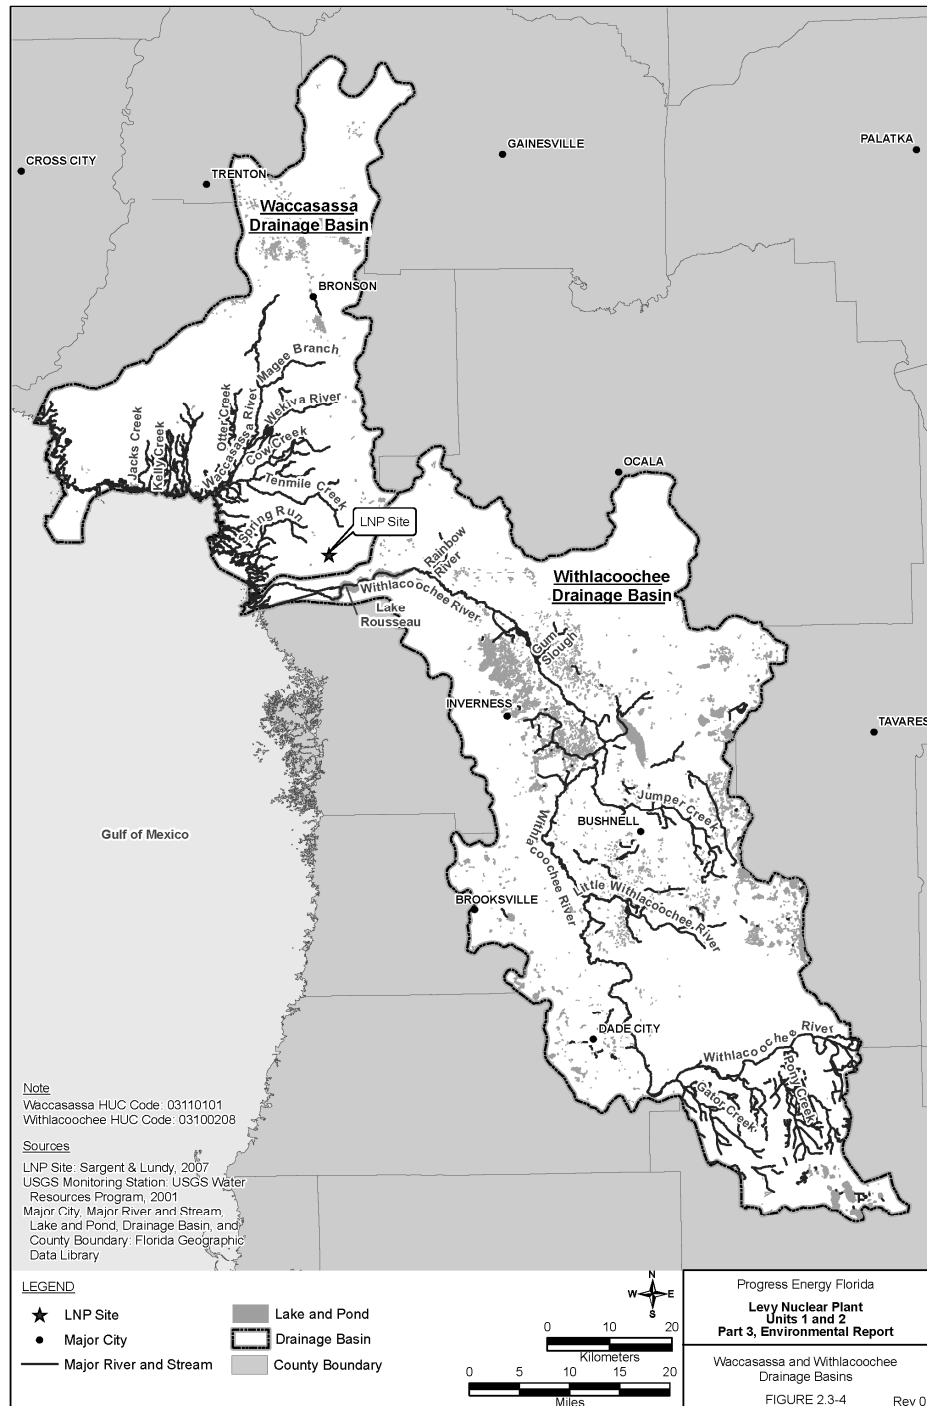 CROSS CITY
TRENTON
GAINESVILLE
PALATKA
Waccasassa
Drainage Basin
BRONSON
Magee Branch
Wekiva River
Otter Creek
Waccasassa River
Cow Creek
Jacks Creek
Kelly Creek
Tenmile Creek
Spring Run
LNP Site
OCALA
Rainbow
River
Withlacoochee
Drainage Basin
Withlacoochee River
Lake
Rousseau
Gum
Slough
INVERNESS
TAVARES
Gulf of Mexico
Jumper Creek
BUSHNELL
Withlacoochee River
Little Withlacoochee River
BROOKSVILLE
DADE CITY
Withlacoochee River
Gator Creek
Pony Creek
Note
Waccasassa HUC Code: 03110101
Withlacoochee HUC Code: 03100208
Sources
LNP Site: Sargent & Lundy, 2007
USGS Monitoring Station: USGS Water
Resources Program, 2001
Major City, Major River and Stream,
Lake and Pond, Drainage Basin, and
County Boundary: Florida Geographic
Data Library
LEGEND
LNP Site
Major City
Major River and Stream
Lake and Pond
Drainage Basin
County Boundary
N
W E
S
0 10 20
Kilometers
0 5 10 15 20
Miles
Progress Energy Florida
Levy Nuclear Plant
Units 1 and 2
Part 3, Environmental Report
Waccasassa and Withlacoochee
Drainage Basins
FIGURE 2.3-4 Rev 0